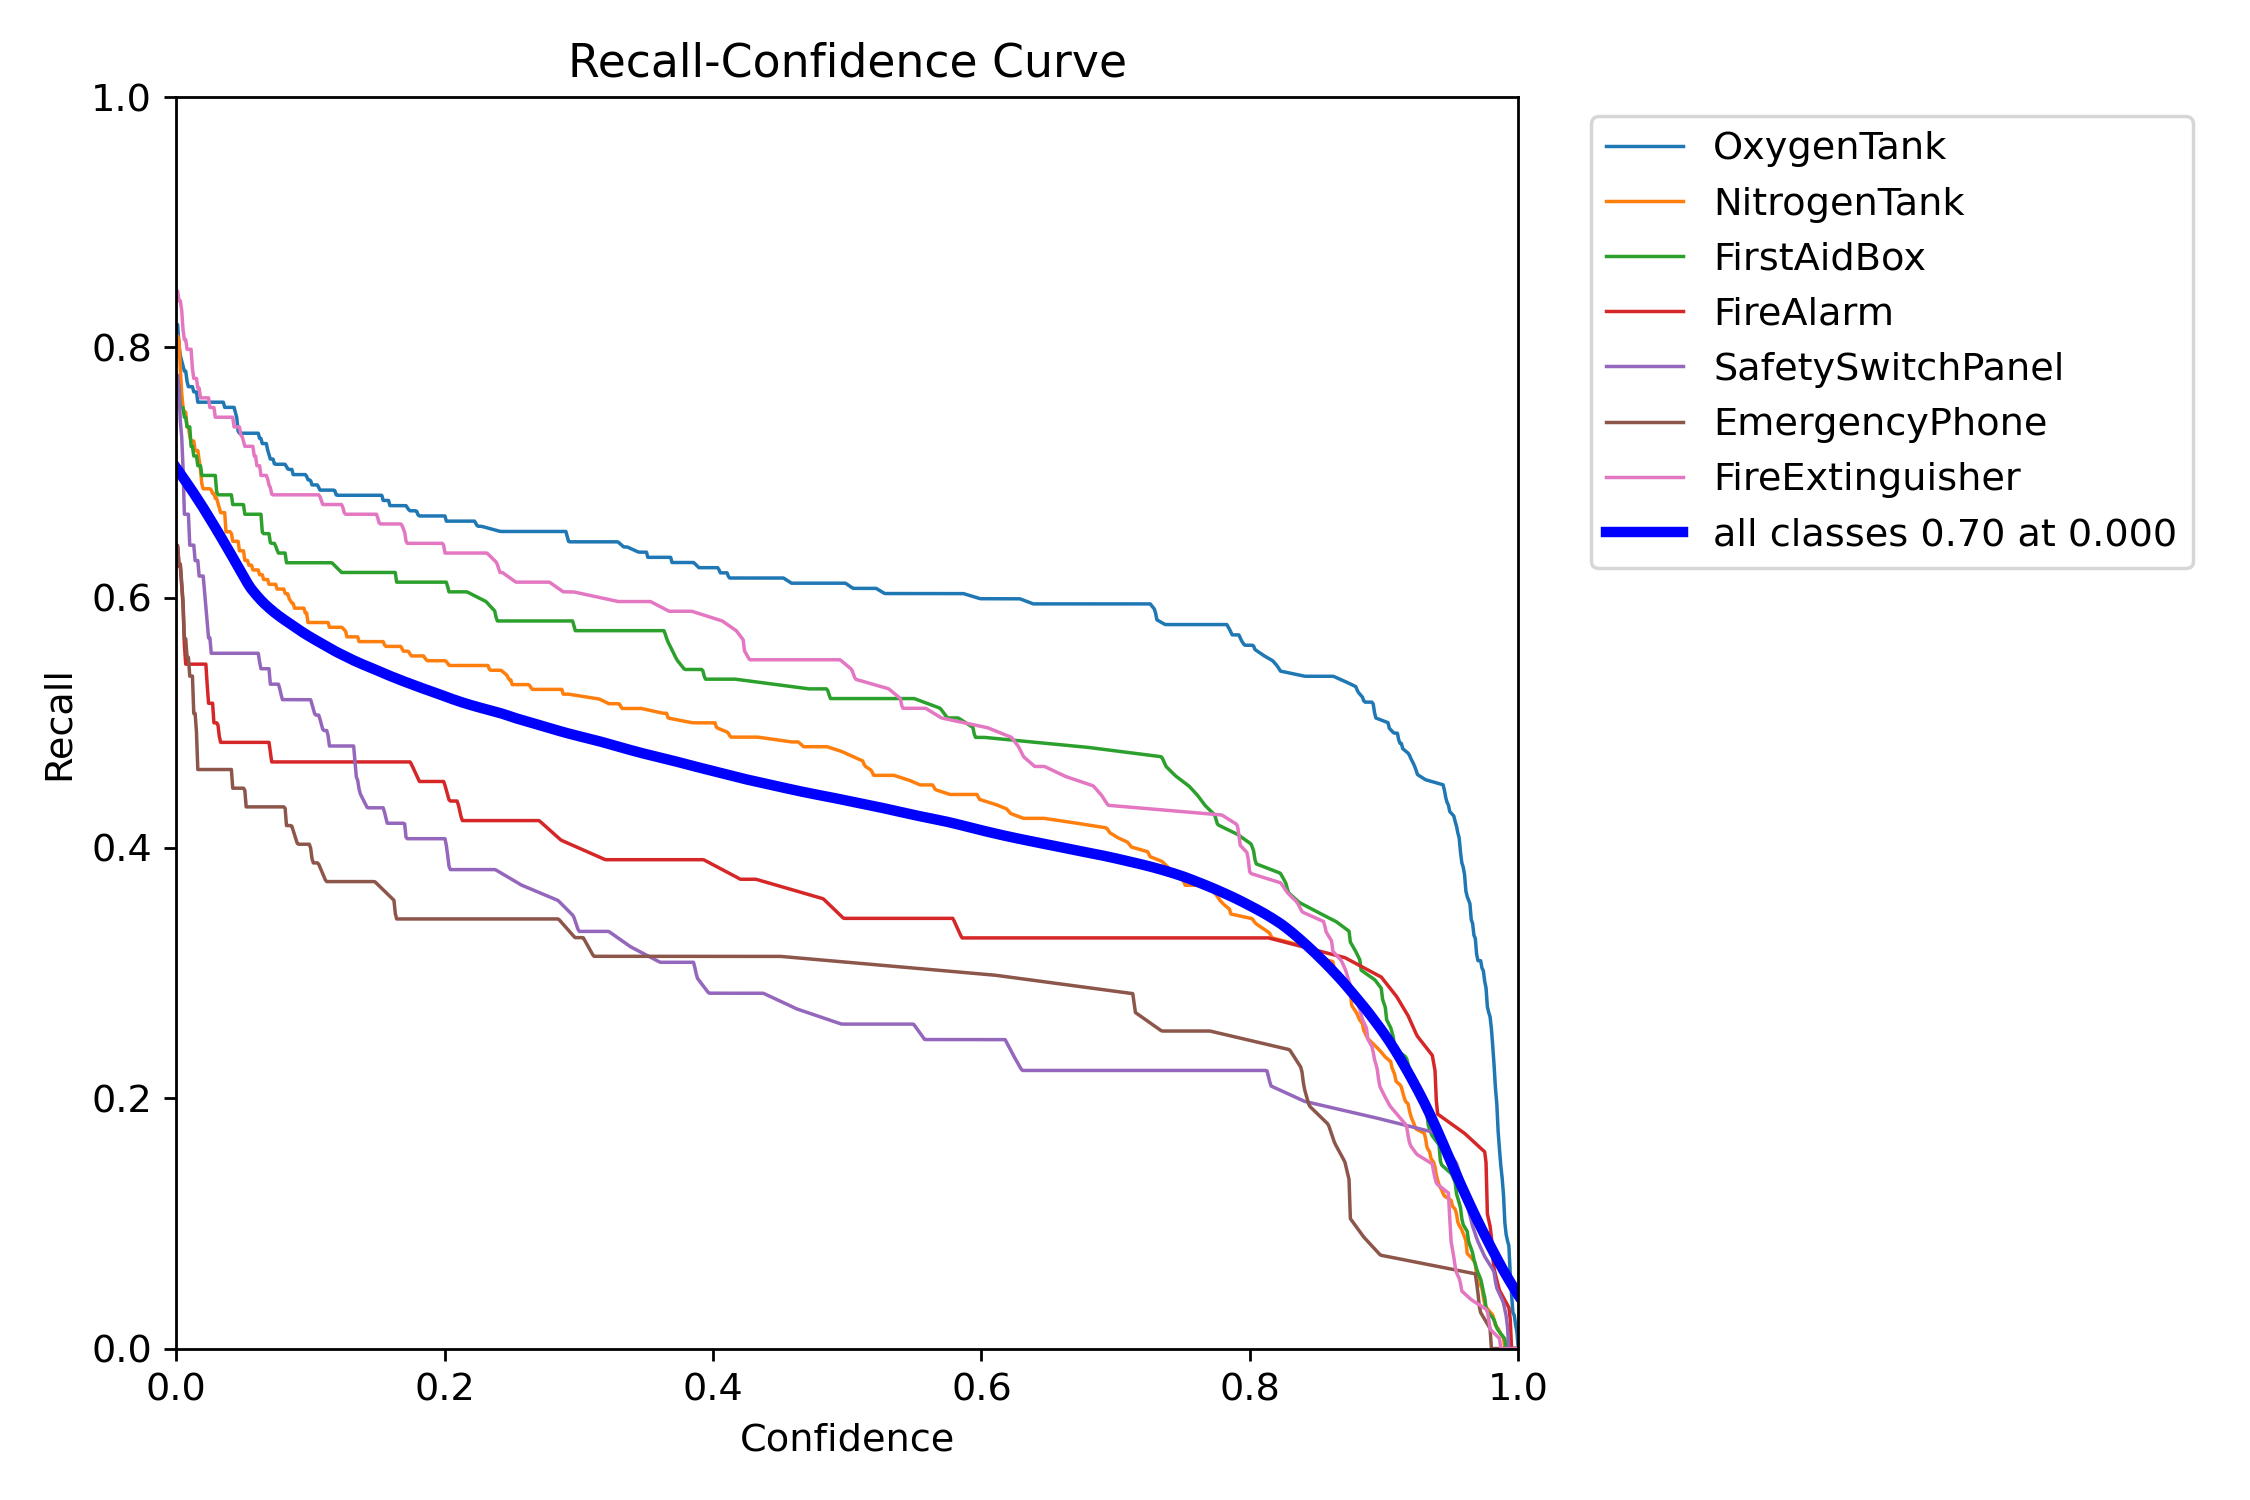 Recall-Confidence Curve
1.0
0.8
0.6
0.4
0.2
0.0
Recall
0.0 0.2 0.4 0.6 0.8 1.0
Confidence
OxygenTank
NitrogenTank
FirstAidBox
FireAlarm
SafetySwitchPanel
EmergencyPhone
FireExtinguisher
all classes 0.70 at 0.000